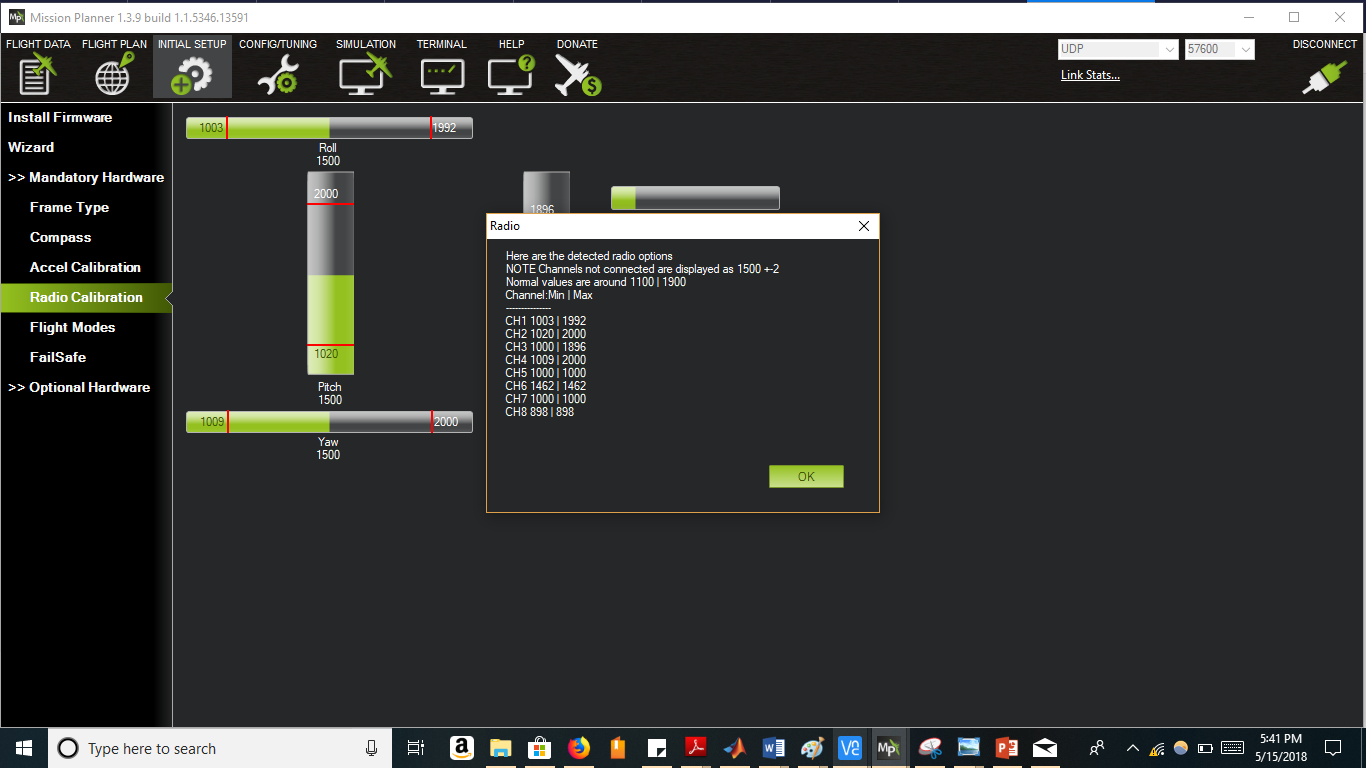 Mission Planner 1.3.9 build 1.1.5346.13591
FLIGHT DATA FLIGHT PLAN INITIAL SETUP CONFIG/TUNING SIMULATION TERMINAL HELP DONATE
UDP 57600 DISCONNECT
Link Stats...
Install Firmware
Wizard
>> Mandatory Hardware
Frame Type
Compass
Accel Calibration
Radio Calibration
Flight Modes
FailSafe
>> Optional Hardware
1003 1992
Roll
1500
2000
1020
Pitch
1500
1009 2000
Yaw
1500
1896
Radio
Here are the detected radio options
NOTE Channels not connected are displayed as 1500 +-2
Normal values are around 1100 | 1900
Channel:Min | Max
---------------
CH1 1003 | 1992
CH2 1020 | 2000
CH3 1000 | 1896
CH4 1009 | 2000
CH5 1000 | 1000
CH6 1462 | 1462
CH7 1000 | 1000
CH8 898 | 898
OK
Type here to search
5:41 PM
5/15/2018